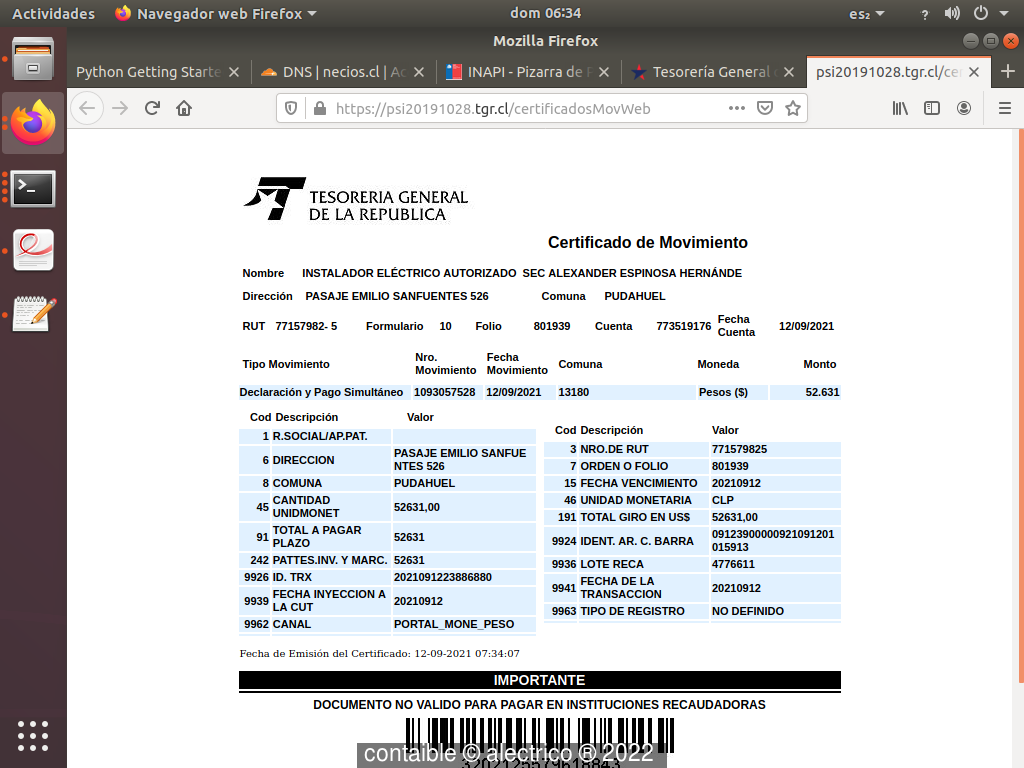 Actividades Navegador web Firefox dom 06:34 es₂ ?
Mozilla Firefox
Python Getting Starte DNS | necios.cl | Ac INAPI - Pizarra de P Tesorería General d psi20191028.tgr.cl/cer
https://psi20191028.tgr.cl/certificadosMovWeb
TESORERIA GENERAL
DE LA REPUBLICA
Certificado de Movimiento
Nombre INSTALADOR ELÉCTRICO AUTORIZADO SEC ALEXANDER ESPINOSA HERNÁNDE
Dirección PASAJE EMILIO SANFUENTES 526 Comuna PUDAHUEL
RUT 77157982- 5 Formulario 10 Folio 801939 Cuenta 773519176 Fecha Cuenta 12/09/2021
Tipo Movimiento Nro. Movimiento Fecha Movimiento Comuna Moneda Monto
Declaración y Pago Simultáneo 1093057528 12/09/2021 13180 Pesos ($) 52.631
Cod Descripción Valor
1 R.SOCIAL/AP.PAT.
6 DIRECCION PASAJE EMILIO SANFUE
NTES 526
8 COMUNA PUDAHUEL
45 CANTIDAD
UNIDMONET 52631,00
91 TOTAL A PAGAR
PLAZO 52631
242 PATTES.INV. Y MARC. 52631
9926 ID. TRX 2021091223886880
9939 FECHA INYECCION A
LA CUT 20210912
9962 CANAL PORTAL_MONE_PESO
Cod Descripción Valor
3 NRO.DE RUT 771579825
7 ORDEN O FOLIO 801939
15 FECHA VENCIMIENTO 20210912
46 UNIDAD MONETARIA CLP
191 TOTAL GIRO EN US$ 52631,00
9924 IDENT. AR. C. BARRA 09123900000921091201
015913
9936 LOTE RECA 4776611
9941 FECHA DE LA
TRANSACCION 20210912
9963 TIPO DE REGISTRO NO DEFINIDO
Fecha de Emisión del Certificado: 12-09-2021 07:34:07
IMPORTANTE
DOCUMENTO NO VALIDO PARA PAGAR EN INSTITUCIONES RECAUDADORAS
contaible © alectrico ® 2022